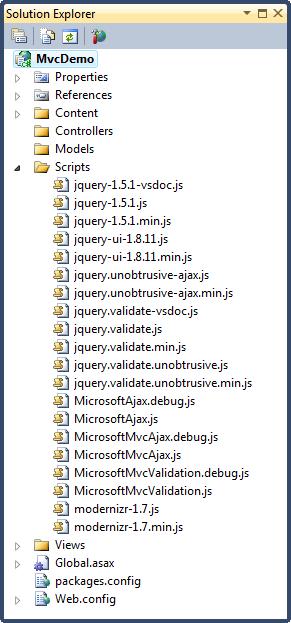 Solution Explorer
MvcDemo
Properties
References
Content
Controllers
Models
Scripts
jquery-1.5.1-vsdoc.js
jquery-1.5.1.js
jquery-1.5.1.min.js
jquery-ui-1.8.11.js
jquery-ui-1.8.11.min.js
jquery.unobtrusive-ajax.js
jquery.unobtrusive-ajax.min.js
jquery.validate-vsdoc.js
jquery.validate.js
jquery.validate.min.js
jquery.validate.unobtrusive.js
jquery.validate.unobtrusive.min.js
MicrosoftAjax.debug.js
MicrosoftAjax.js
MicrosoftMvcAjax.debug.js
MicrosoftMvcAjax.js
MicrosoftMvcValidation.debug.js
MicrosoftMvcValidation.js
modernizr-1.7.js
modernizr-1.7.min.js
Views
Global.asax
packages.config
Web.config